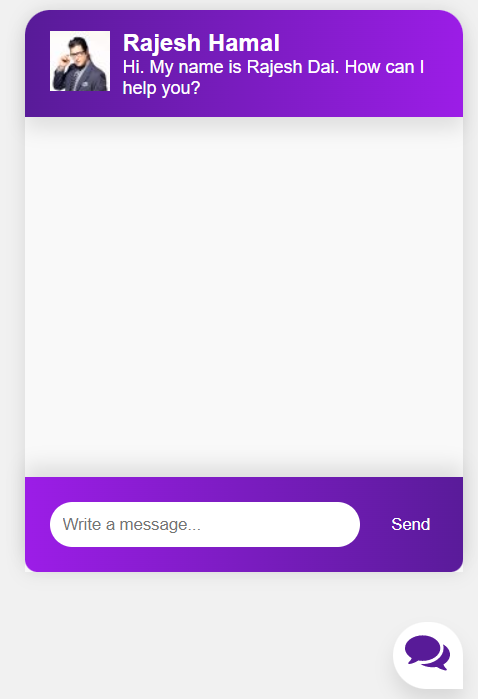 Rajesh Hamal
Hi. My name is Rajesh Dai. How can I
help you?
Write a message...
Send